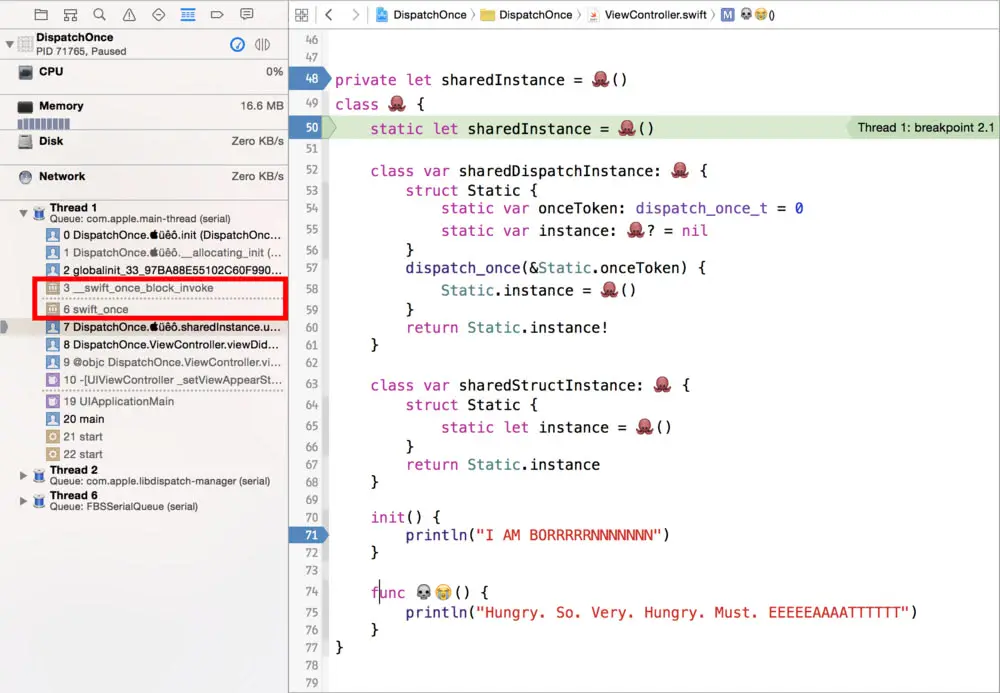 DispatchOnce
PID 71765, Paused
CPU 0%
Memory 16.6 MB
Disk Zero KB/s
Network Zero KB/s
Thread 1
Queue: com.apple.main-thread (serial)
0 DispatchOnce.üêô.init (DispatchOnc...
1 DispatchOnce.üêô.__allocating_init (...
2 globalinit_33_97BA88E55102C60F990...
3 __swift_once_block_invoke
6 swift_once
7 DispatchOnce.üêô.sharedInstance.u...
8 DispatchOnce.ViewController.viewDid...
9 @objc DispatchOnce.ViewController.vi...
10 -[UIViewController _setViewAppearSt...
19 UIApplicationMain
20 main
21 start
22 start
Thread 2
Queue: com.apple.libdispatch-manager (serial)
Thread 6
Queue: FBSSerialQueue (serial)
DispatchOnce DispatchOnce ViewController.swift M 💀😭()
46
47
48 private let sharedInstance = 🐙()
49 class 🐙 {
50 static let sharedInstance = 🐙() Thread 1: breakpoint 2.1
51
52 class var sharedDispatchInstance: 🐙 {
53 struct Static {
54 static var onceToken: dispatch_once_t = 0
55 static var instance: 🐙? = nil
56 }
57 dispatch_once(&Static.onceToken) {
58 Static.instance = 🐙()
59 }
60 return Static.instance!
61 }
62
63 class var sharedStructInstance: 🐙 {
64 struct Static {
65 static let instance = 🐙()
66 }
67 return Static.instance
68 }
69
70 init() {
71 println("I AM BORRRRRNNNNNNNN")
72 }
73
74 func 💀😭() {
75 println("Hungry. So. Very. Hungry. Must. EEEEEAAAATTTTTT")
76 }
77 }
78
79